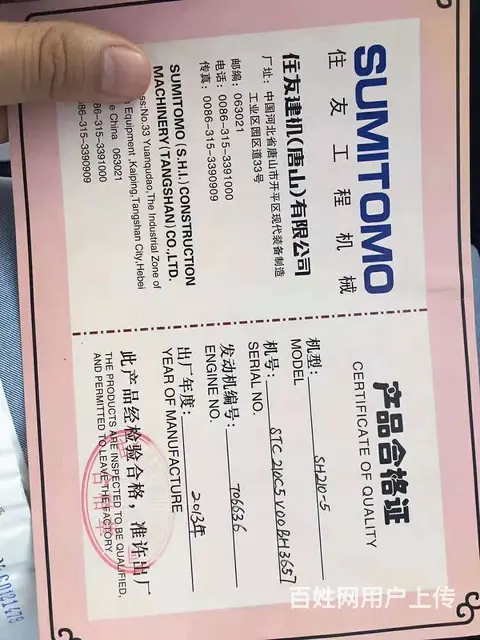 SUMITOMO
住友工程机械
住友建机(唐山)有限公司
厂址:中国河北省唐山市开平区现代装备制造
工业区园区道33号
邮编:063021
电话:0086-315-3391000
传真:0086-315-3390909
SUMITOMO (S.H.I.) CONSTRUCTION
MACHINERY (TANGSHAN) CO.,LTD.
No.33 Yuanqudao,The Industrial Zone of
Equipment ,Kaiping,Tangshan City,Hebei
China 063021
86-315-3391000
86-315-3390909
产品合格证
CERTIFICATE OF QUALITY
机型:
MODEL SH210-5
机号:
SERIAL NO. STC210C5V00BH3657
发动机编号:
ENGINE NO. 706636
出厂年度:
YEAR OF MANUFACTURE 2013年
此产品经检验合格,准许出厂
THE PRODUCTS ARE INSPECTED TO BE QUALIFIED,
AND PERMITTED TO LEAVE THE FACTORY
百姓网用户上传